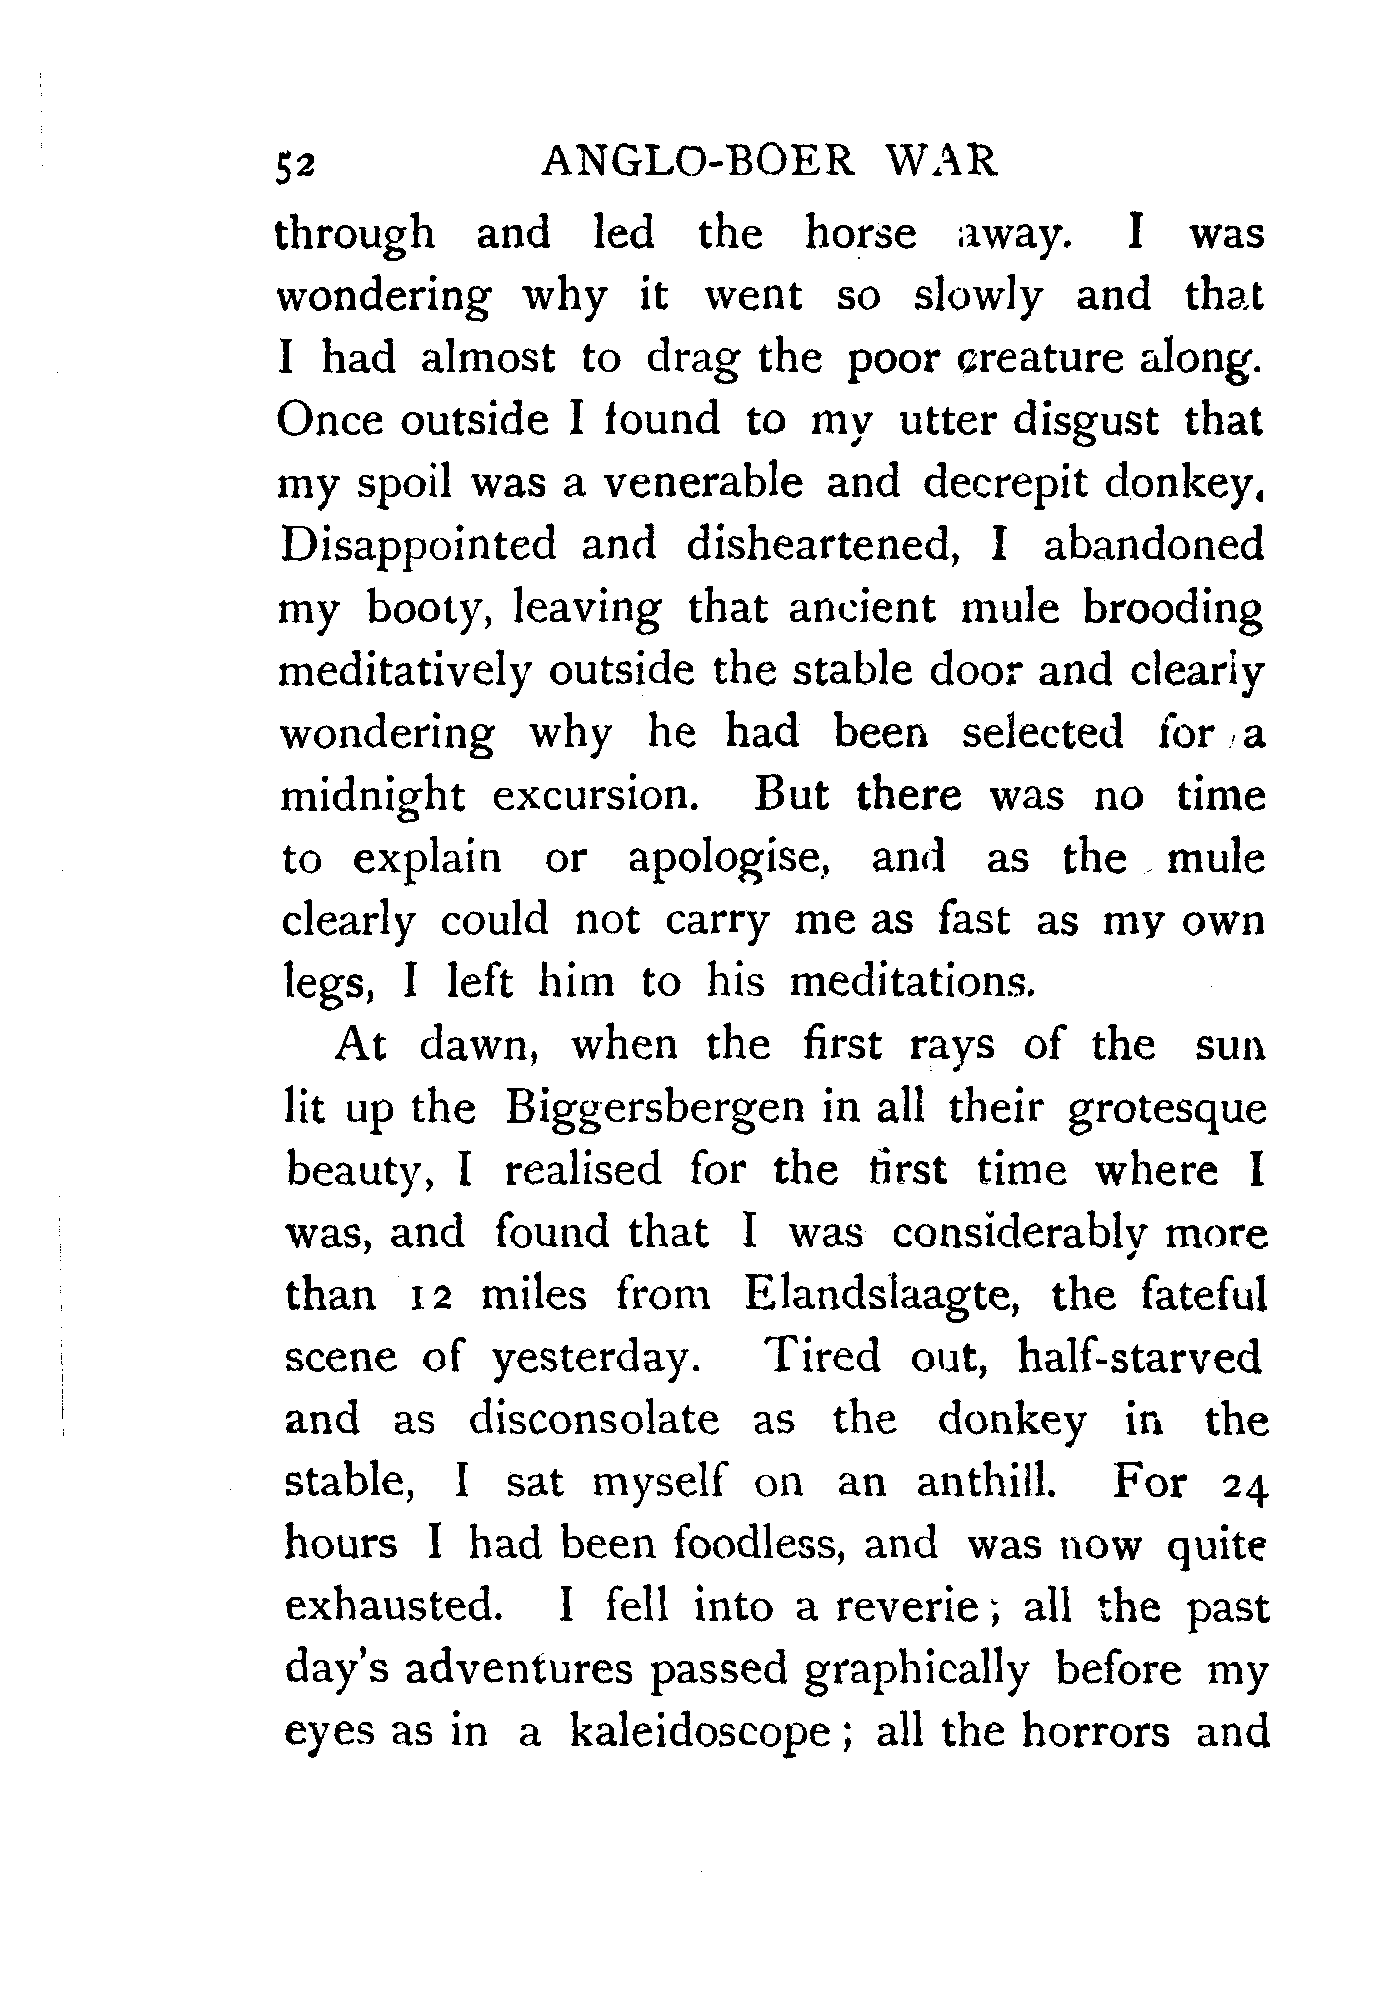 52 ANGLO-BOER WAR
through and led the horse away. I was
wondering why it went so slowly and that
I had almost to drag the poor creature along.
Once outside I found to my utter disgust that
my spoil was a venerable and decrepit donkey.
Disappointed and disheartened, I abandoned
my booty, leaving that ancient mule brooding
meditatively outside the stable door and clearly
wondering why he had been selected for a
midnight excursion. But there was no time
to explain or apologise, and as the mule
clearly could not carry me as fast as my own
legs, I left him to his meditations.
At dawn, when the first rays of the sun
lit up the Biggersbergen in all their grotesque
beauty, I realised for the first time where I
was, and found that I was considerably more
than 12 miles from Elandslaagte, the fateful
scene of yesterday. Tired out, half-starved
and as disconsolate as the donkey in the
stable, I sat myself on an anthill. For 24
hours I had been foodless, and was now quite
exhausted. I fell into a reverie; all the past
day's adventures passed graphically before my
eyes as in a kaleidoscope; all the horrors and